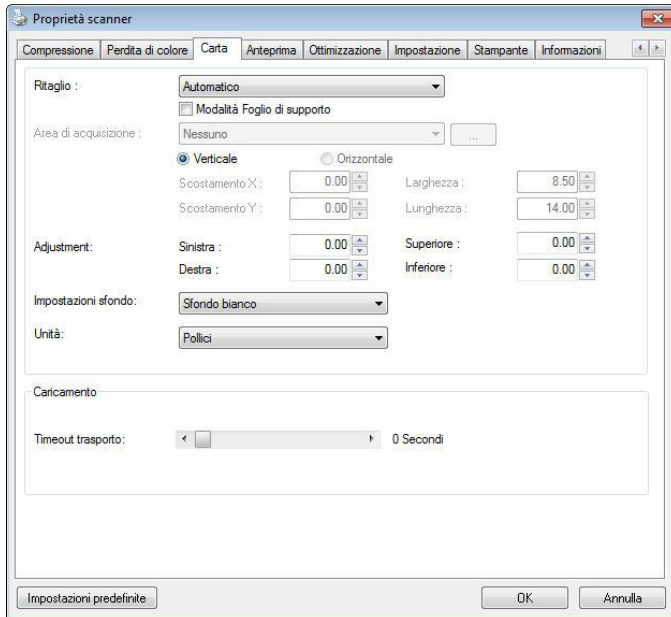 Proprietà scanner
Compressione Perdita di colore Carta Anteprima Ottimizzazione Impostazione Stampante Informazioni
Ritaglio : Automatico
Modalità Foglio di supporto
Area di acquisizione : Nessuno ...
Verticale Orizzontale
Scostamento X : 0.00 Larghezza : 8.50
Scostamento Y : 0.00 Lunghezza : 14.00
Adjustment: Sinistra : 0.00 Superiore : 0.00
Destra : 0.00 Inferiore : 0.00
Impostazioni sfondo: Sfondo bianco
Unità: Pollici
Caricamento
Timeout trasporto: 0 Secondi
Impostazioni predefinite OK Annulla